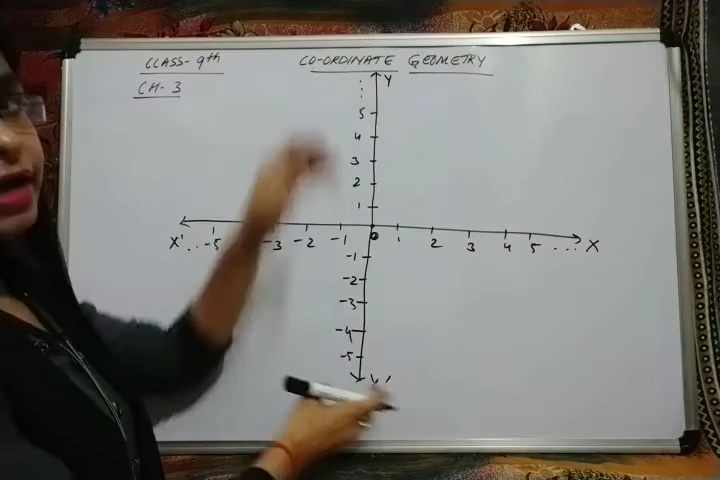 CLASS-9th
CO-ORDINATE GEOMETRY
CH-3
Y
5
4
3
2
1
X' . . -5 -3 -2 -1 0 1 2 3 4 5 ... X
-1
-2
-3
-4
-5
Y'